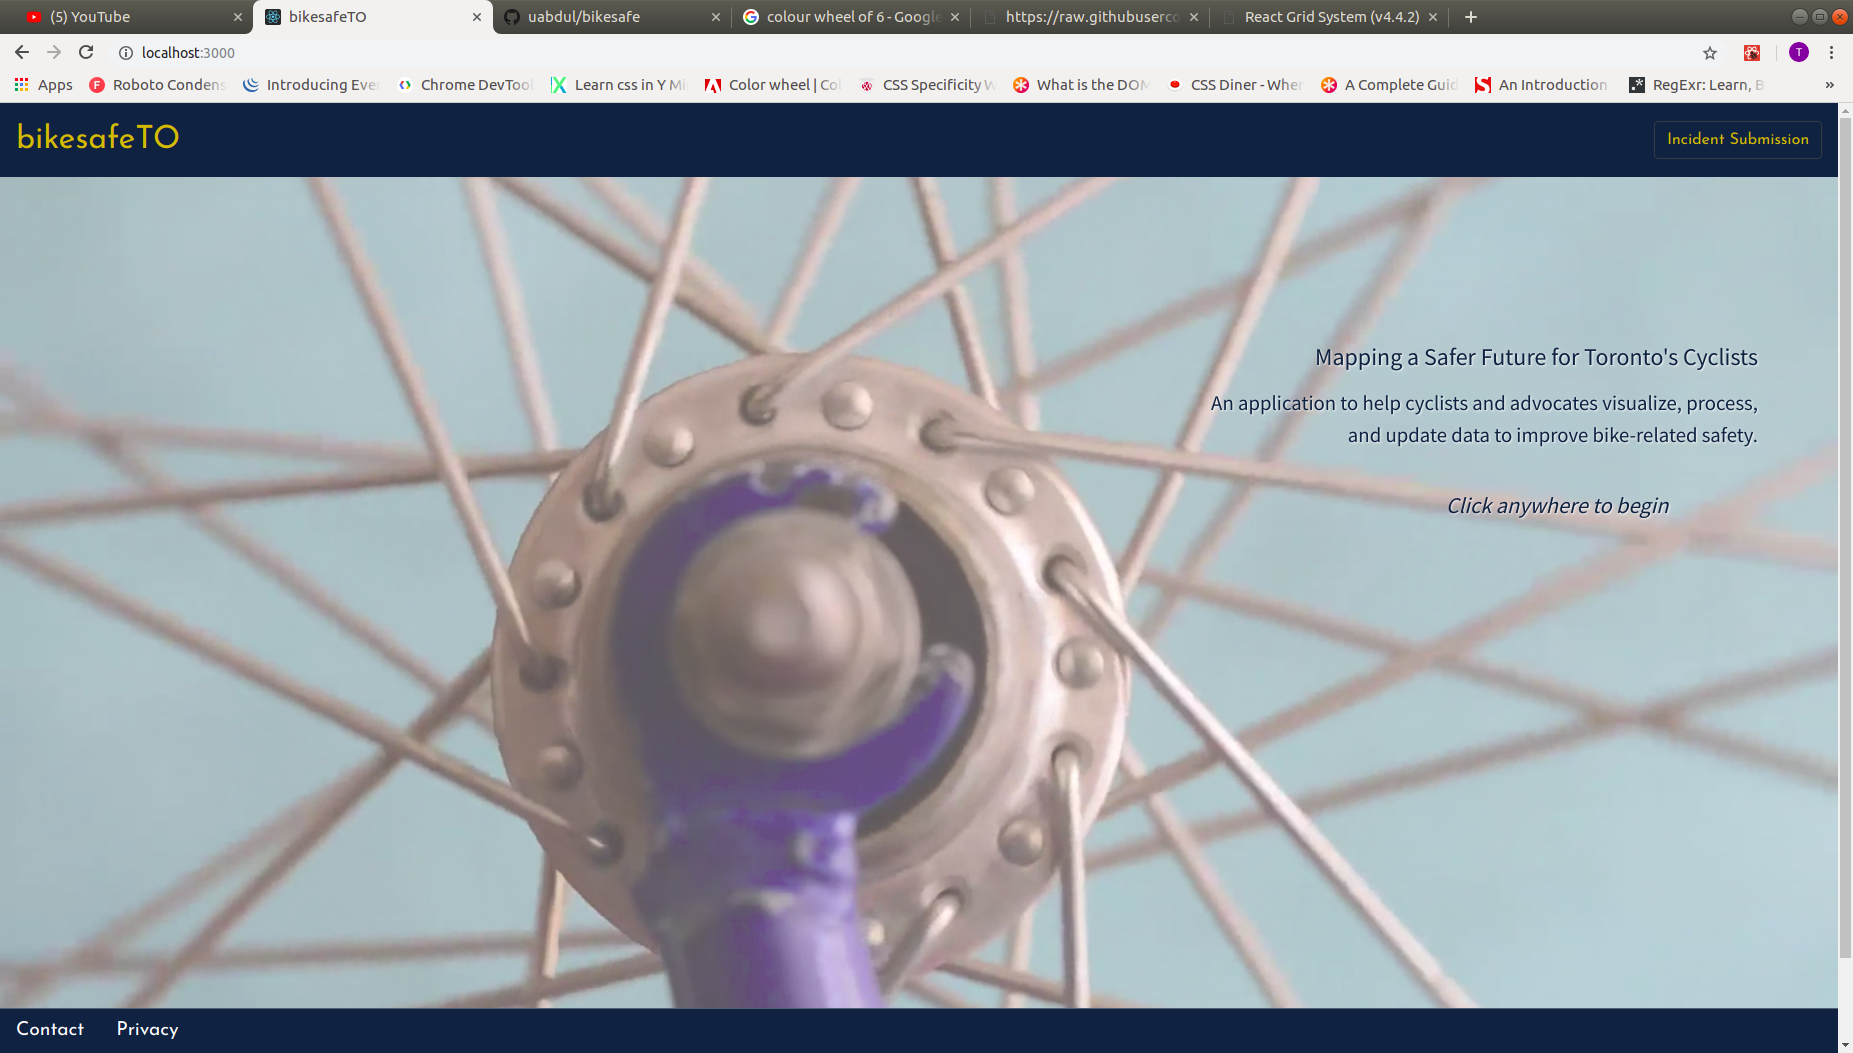 (5) YouTube
bikesafeTO
uabdul/bikesafe
colour wheel of 6 - Google
https://raw.githubuserco
React Grid System (v4.4.2)
localhost:3000
T
Apps
Roboto Condens
Introducing Eve
Chrome DevTool
Learn css in Y Mi
Color wheel | Co
CSS Specificity W
What is the DOM
CSS Diner - Wher
A Complete Guid
An Introduction
RegExr: Learn, B
»
bikesafeTO
Incident Submission
Mapping a Safer Future for Toronto's Cyclists
An application to help cyclists and advocates visualize, process,
and update data to improve bike-related safety.
Click anywhere to begin
Contact
Privacy